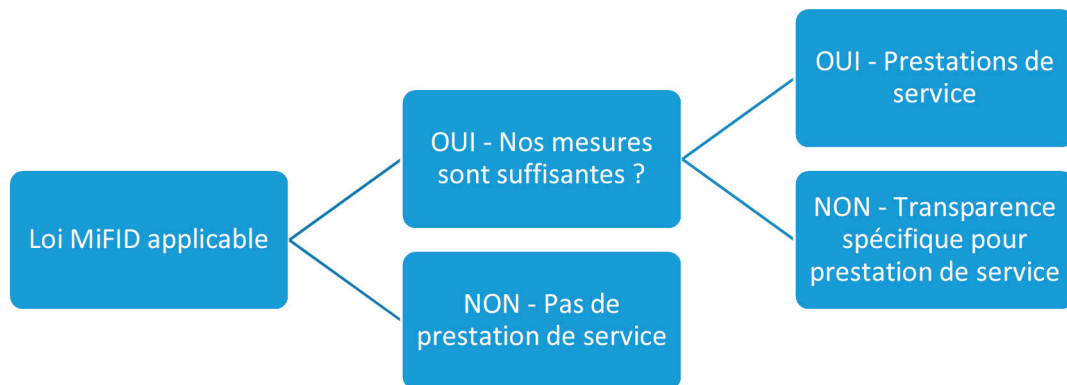 Loi MiFID applicable
OUI - Nos mesures
sont suffisantes ?
NON - Pas de
prestation de service
OUI - Prestations de
service
NON - Transparence
spécifique pour
prestation de service